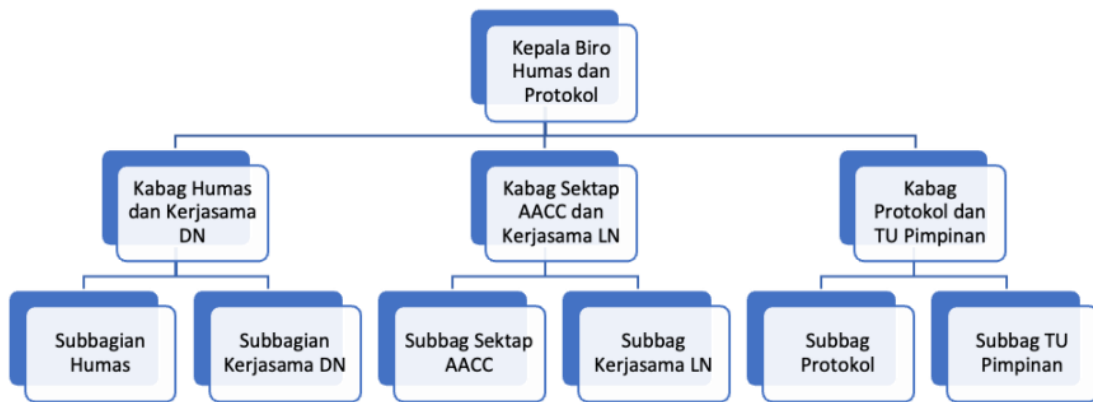 Kepala Biro
Humas dan
Protokol
Kabag Humas
dan Kerjasama
DN
Kabag Sektap
AACC dan
Kerjasama LN
Kabag
Protokol dan
TU Pimpinan
Subbagian
Humas
Subbagian
Kerjasama DN
Subbag Sektap
AACC
Subbag
Kerjasama LN
Subbag
Protokol
Subbag TU
Pimpinan